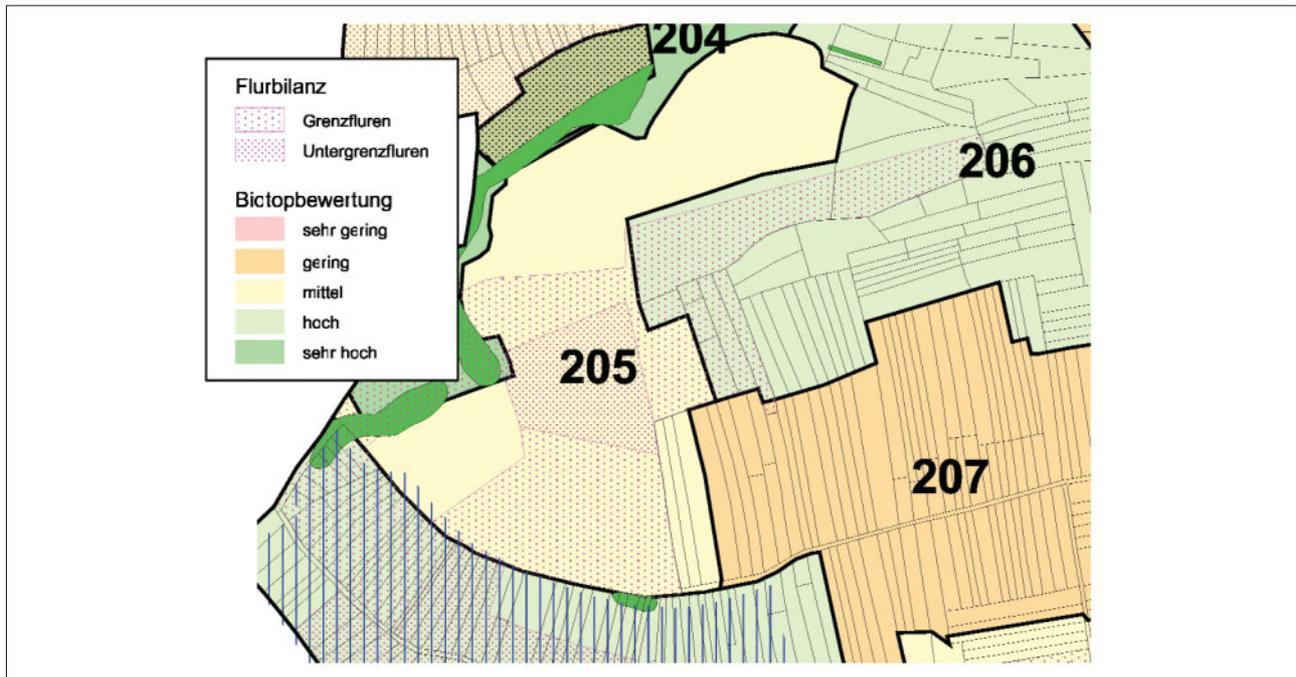 204
Flurbilanz
Grenzfluren
Untergrenzfluren
206
Biotopbewertung
sehr gering
gering
mittel
hoch
sehr hoch
205
207